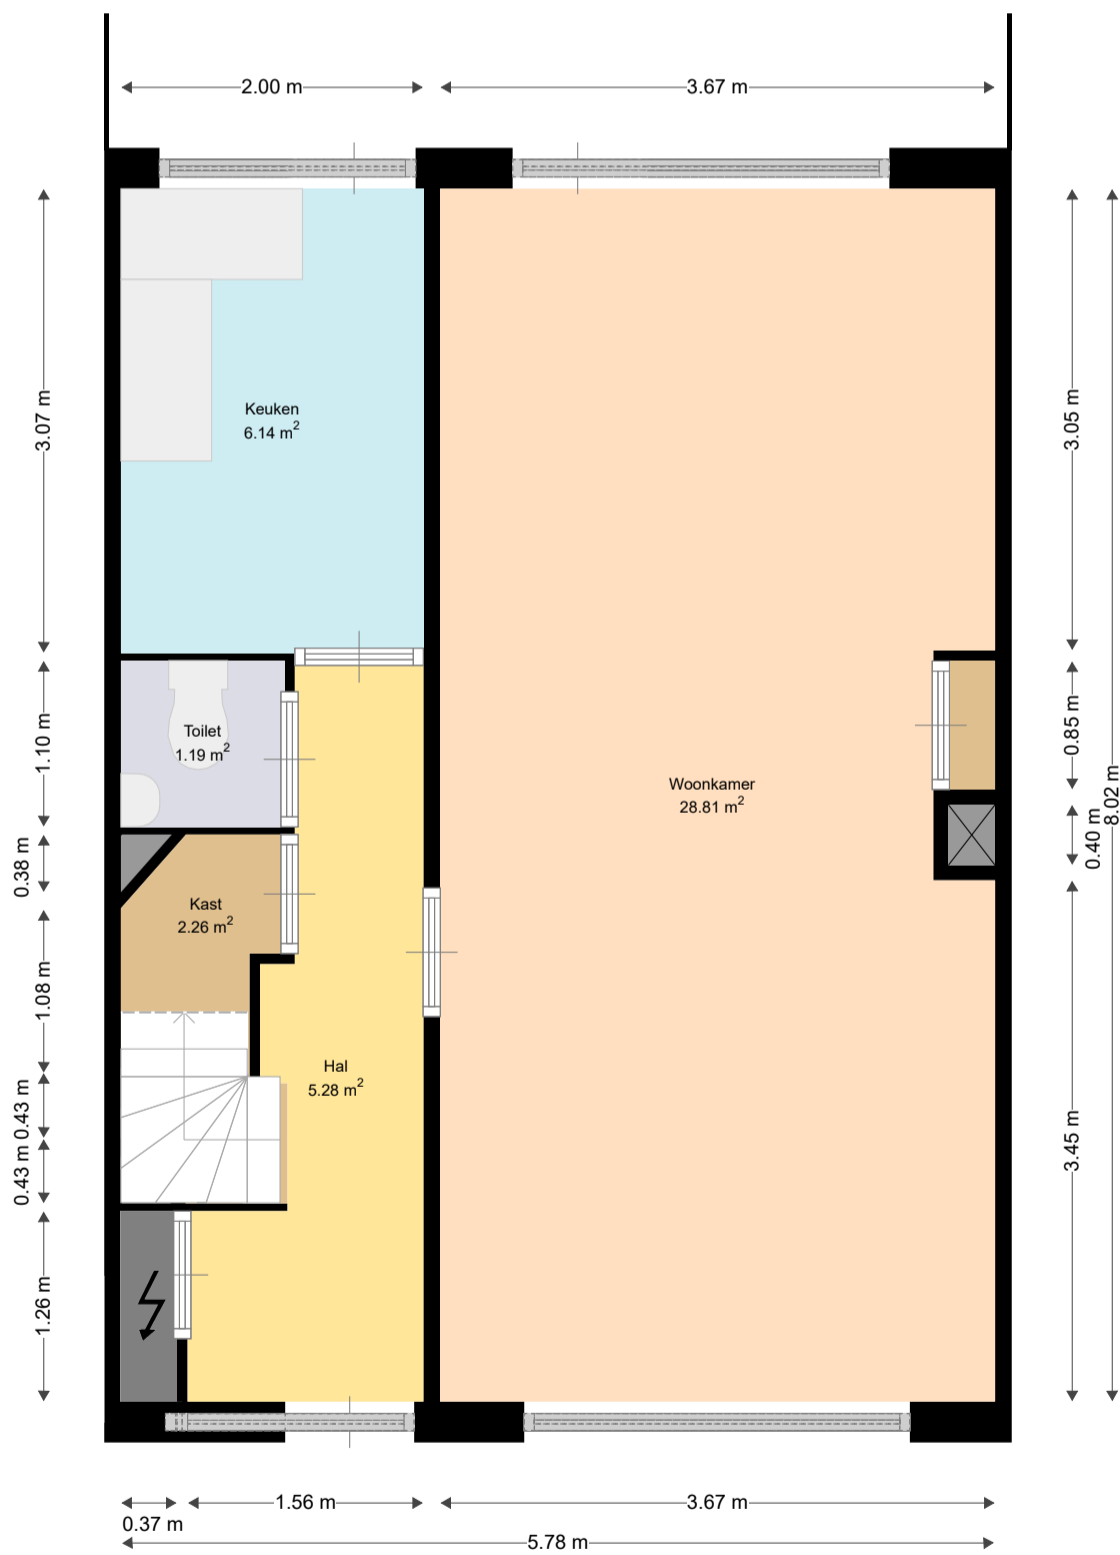 2.00 m
3.67 m
3.07 m
3.05 m
Keuken
6.14 m²
1.10 m
Toilet
1.19 m²
0.85 m
8.02 m
Woonkamer
28.81 m²
0.40 m
0.38 m
Kast
2.26 m²
1.08 m
Hal
5.28 m²
0.43 m
0.43 m
3.45 m
1.26 m
1.56 m
3.67 m
0.37 m
5.78 m